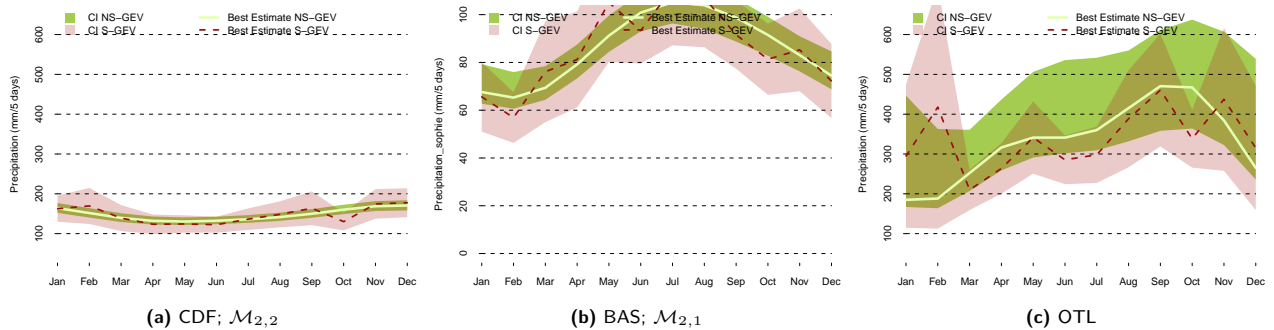 CI NS−GEV
CI S−GEV
Best Estimate NS−GEV
Best Estimate S−GEV
Precipitation (mm/5 days)
600
500
400
300
200
100
Jan Feb Mar Apr May Jun Jul Aug Sep Oct Nov Dec
(a) CDF; M2,2
CI NS−GEV
CI S−GEV
Best Estimate NS−GEV
Best Estimate S−GEV
Precipitation_sophie (mm/5 days)
100
80
60
40
20
0
Jan Feb Mar Apr May Jun Jul Aug Sep Oct Nov Dec
(b) BAS; M2,1
CI NS−GEV
CI S−GEV
Best Estimate NS−GEV
Best Estimate S−GEV
Precipitation (mm/5 days)
600
500
400
300
200
100
Jan Feb Mar Apr May Jun Jul Aug Sep Oct Nov Dec
(c) OTL